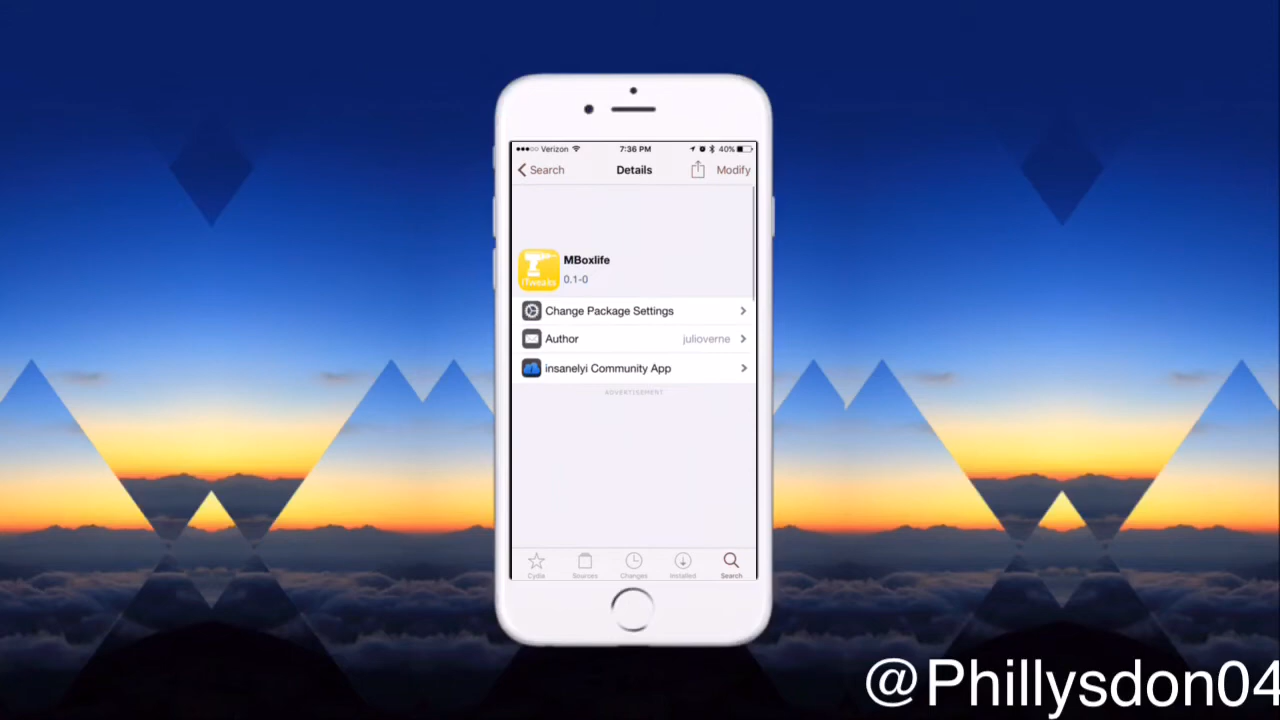 Verizon 7:36 PM 40%
Search Details Modify
MBoxlife
iTweaks
0.1-0
Change Package Settings
Author julioverne
insanelyi Community App
ADVERTISEMENT
Cydia Sources Changes Installed Search
@Phillysdon04